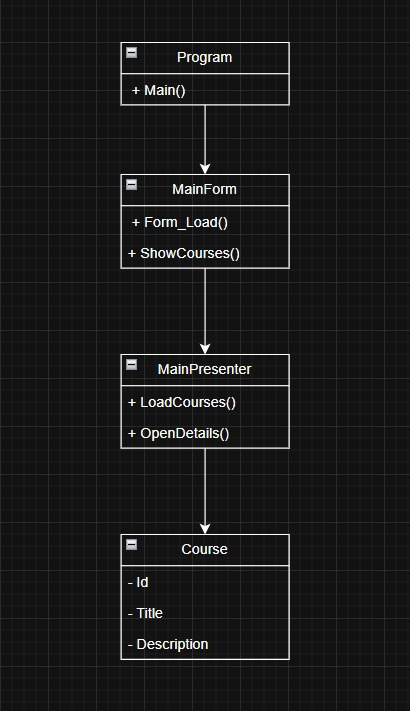 Program
+ Main()
MainForm
+ Form_Load()
+ ShowCourses()
MainPresenter
+ LoadCourses()
+ OpenDetails()
Course
- Id
- Title
- Description